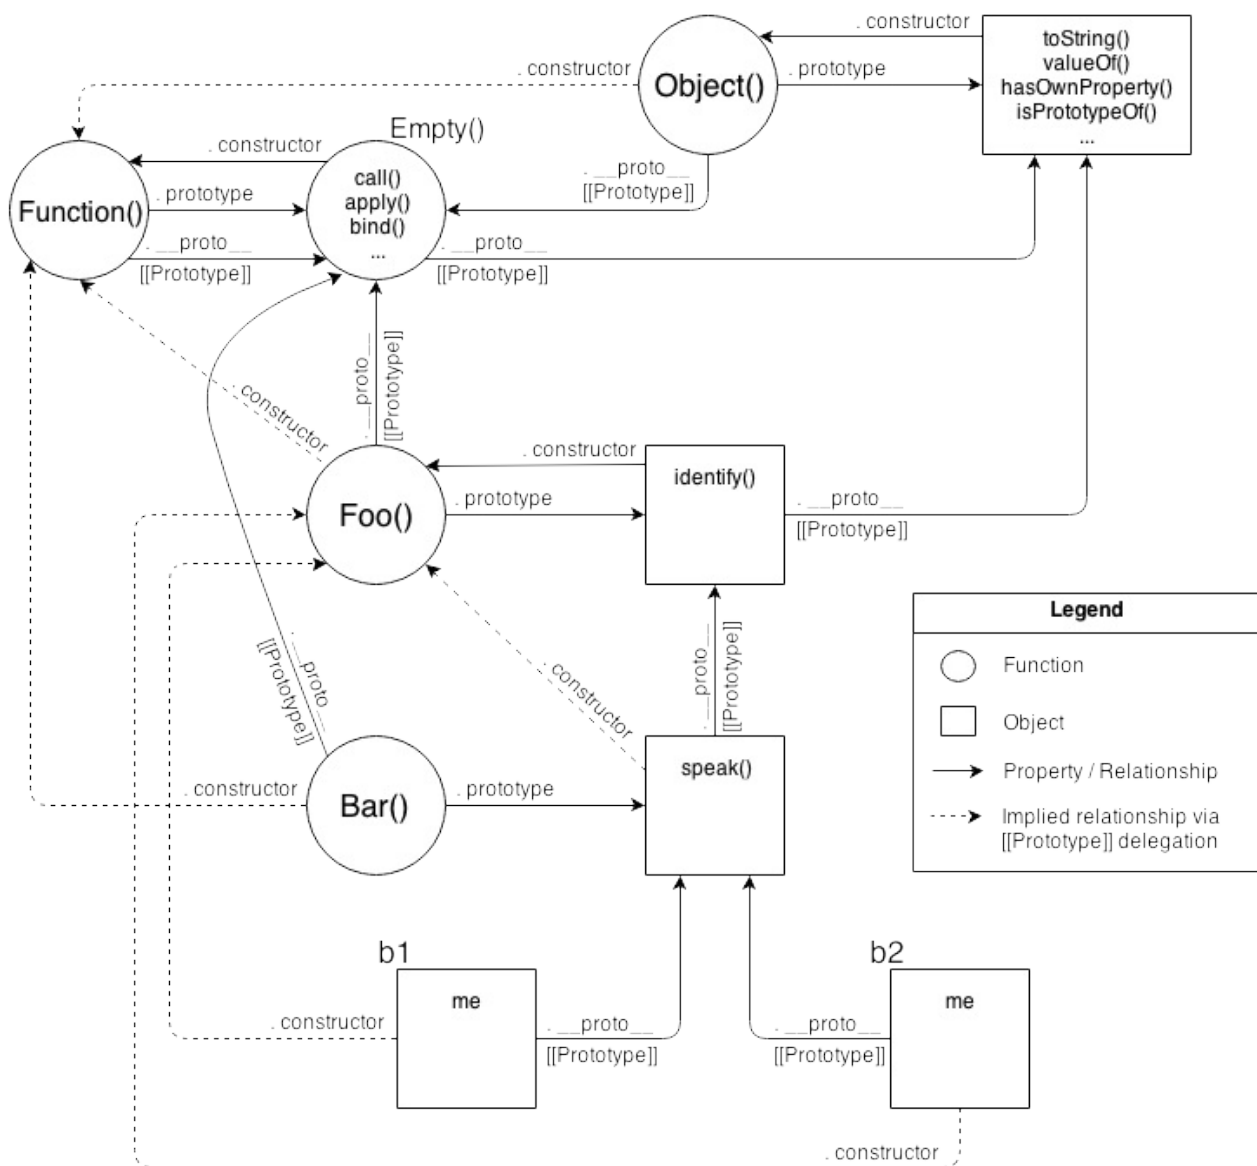 . constructor
toString()
valueOf()
hasOwnProperty()
isPrototypeOf()
...
. constructor
Object()
. prototype
Empty()
. constructor
call()
apply()
bind()
...
. __proto__
[[Prototype]]
Function()
. prototype
. __proto__
[[Prototype]]
. __proto__
[[Prototype]]
. __proto__
[[Prototype]]
. constructor
. constructor
identify()
Foo()
. prototype
. __proto__
[[Prototype]]
Legend
Function
Object
Property / Relationship
Implied relationship via
[[Prototype]] delegation
. __proto__
[[Prototype]]
. __proto__
[[Prototype]]
. constructor
speak()
. constructor
Bar()
. prototype
b1
me
. constructor
. __proto__
[[Prototype]]
b2
me
. __proto__
[[Prototype]]
. constructor